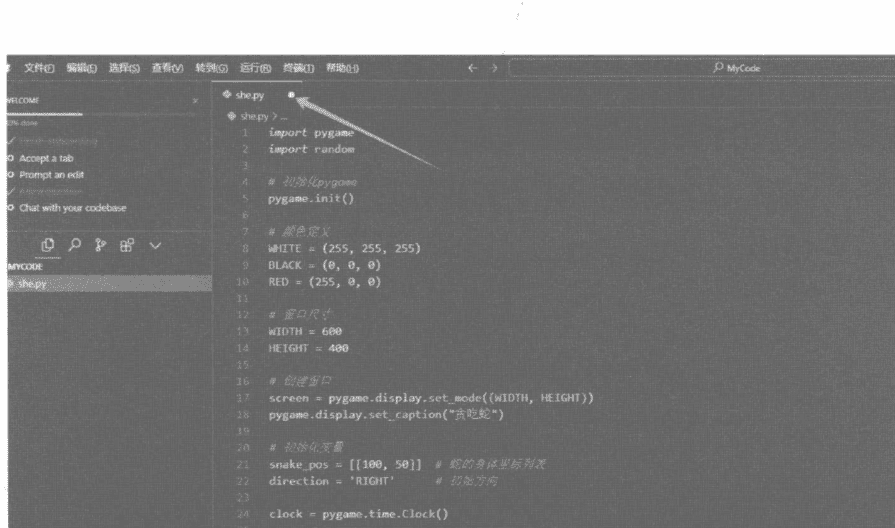 文件(F) 编辑(E) 选择(S) 查看(V) 转到(G) 运行(R) 终端(T) 帮助(H) ← → MyCode
WELCOME ×
Accept a tab
Prompt an edit
Chat with your codebase
MYCODE
she.py
she.py
she.py > ...
1 import pygame
2 import random
3
4 # 初始化pygame
5 pygame.init()
6
7 # 颜色定义
8 WHITE = (255, 255, 255)
9 BLACK = (0, 0, 0)
10 RED = (255, 0, 0)
11
12 # 窗口尺寸
13 WIDTH = 600
14 HEIGHT = 400
15
16 # 创建窗口
17 screen = pygame.display.set_mode((WIDTH, HEIGHT))
18 pygame.display.set_caption("贪吃蛇")
19
20 # 初始化变量
21 snake_pos = [[100, 50]] # 蛇的身体坐标列表
22 direction = 'RIGHT' # 初始方向
23
24 clock = pygame.time.Clock()